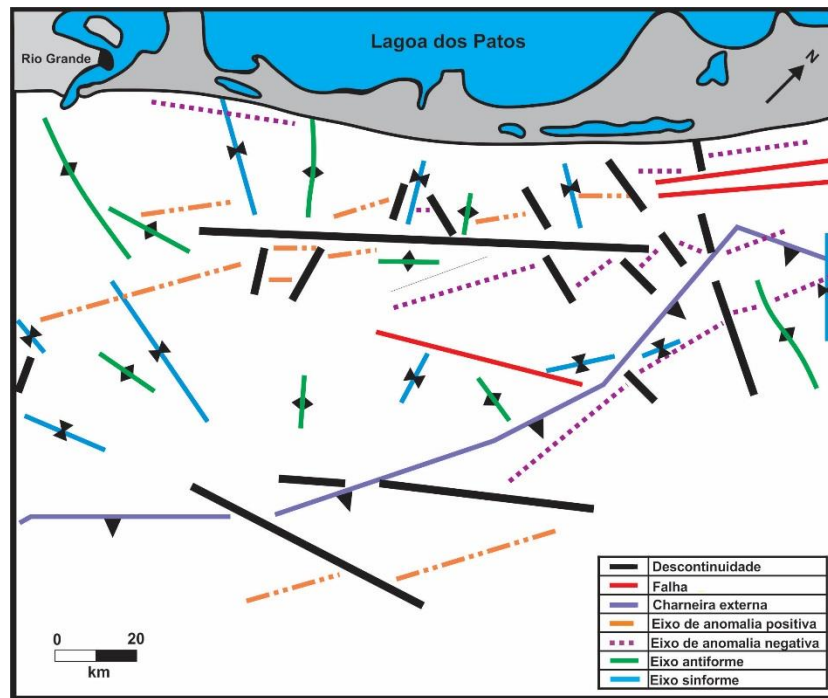 Lagoa dos Patos
Rio Grande
N
Descontinuidade
Falha
Charneira externa
Eixo de anomalia positiva
Eixo de anomalia negativa
Eixo antiforme
Eixo sinforme
0 20
km